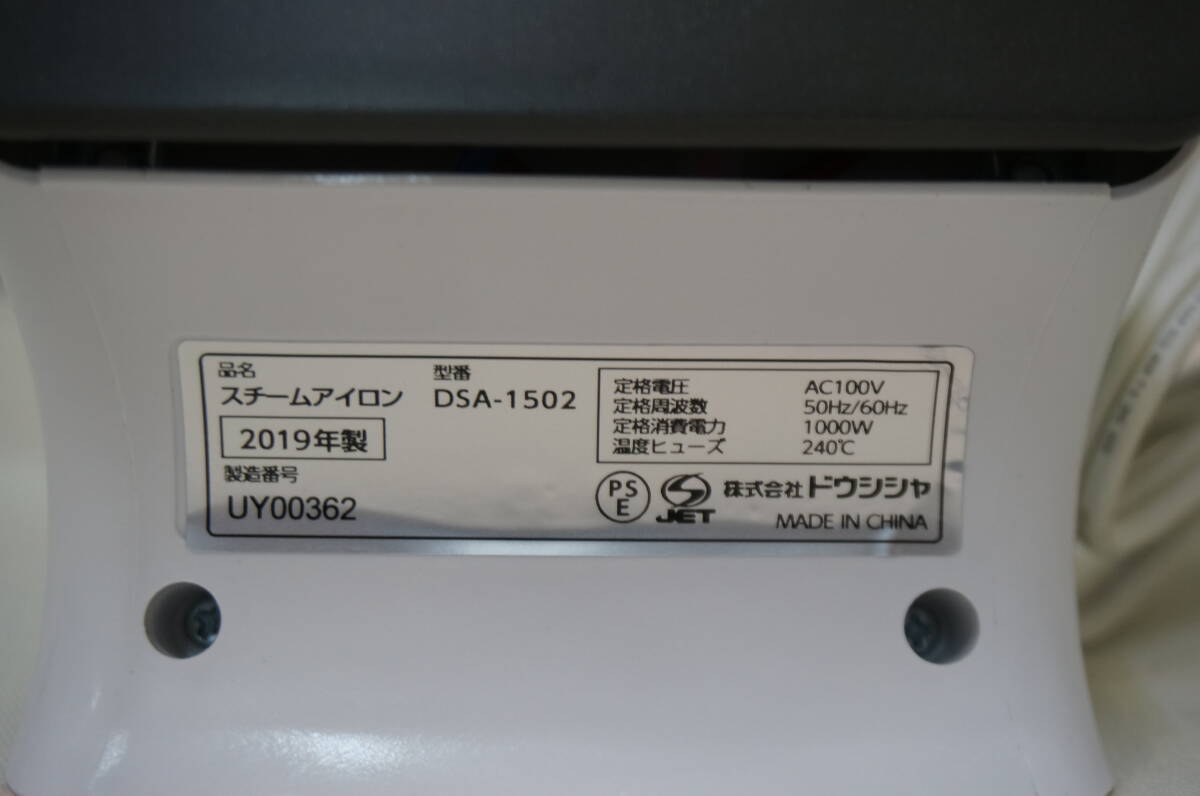 品名
スチームアイロン
型番
DSA-1502
2019年製
製造番号
UY00362
定格電圧 AC100V
定格周波数 50Hz/60Hz
定格消費電力 1000W
温度ヒューズ 240℃
PS
E
JET
株式会社ドウシシャ
MADE IN CHINA